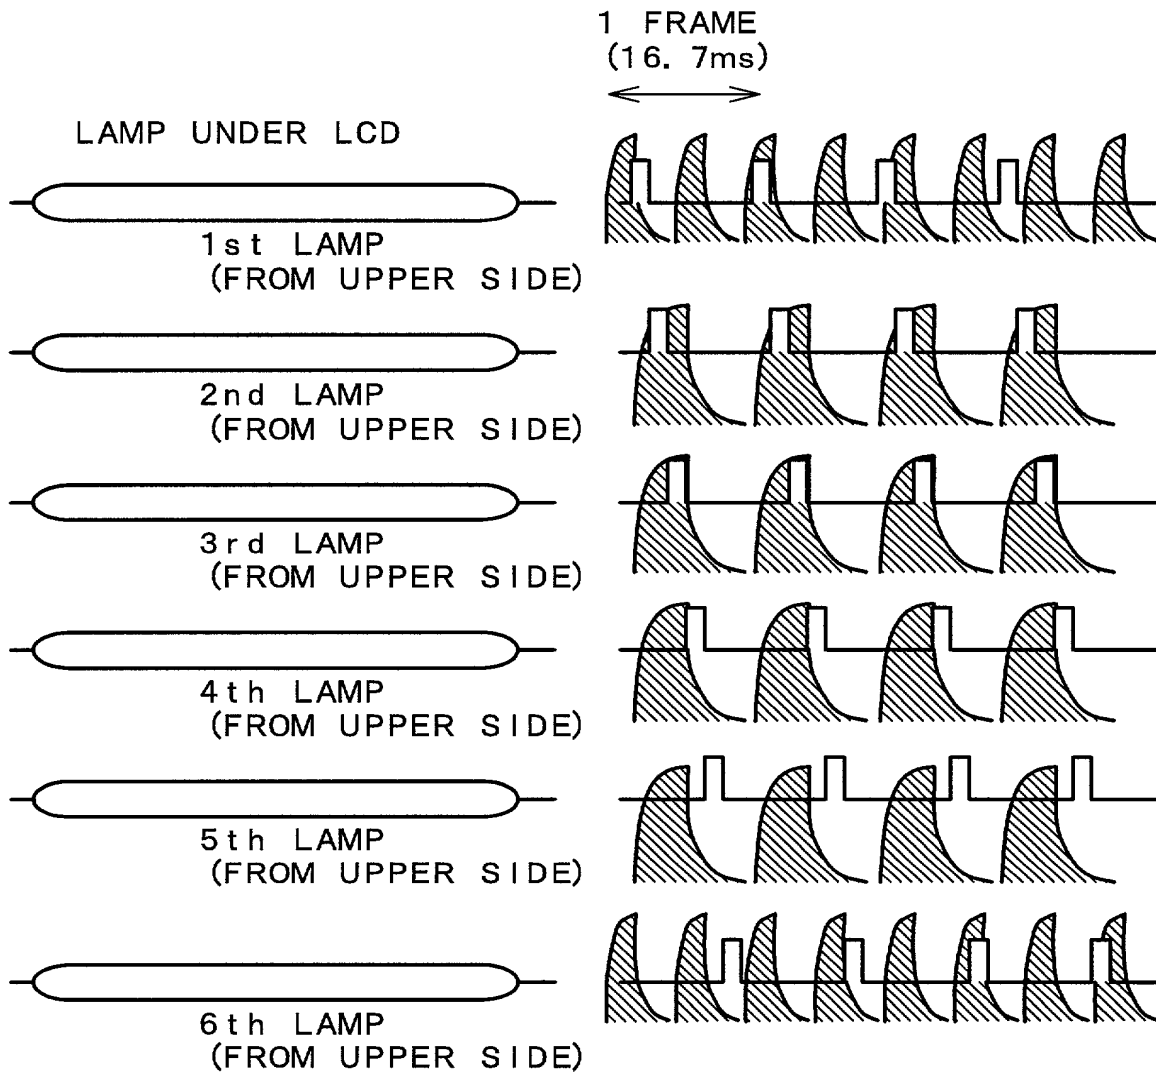 1 FRAME
(16. 7ms)
LAMP UNDER LCD
1st LAMP
(FROM UPPER SIDE)
2nd LAMP
(FROM UPPER SIDE)
3rd LAMP
(FROM UPPER SIDE)
4th LAMP
(FROM UPPER SIDE)
5th LAMP
(FROM UPPER SIDE)
6th LAMP
(FROM UPPER SIDE)